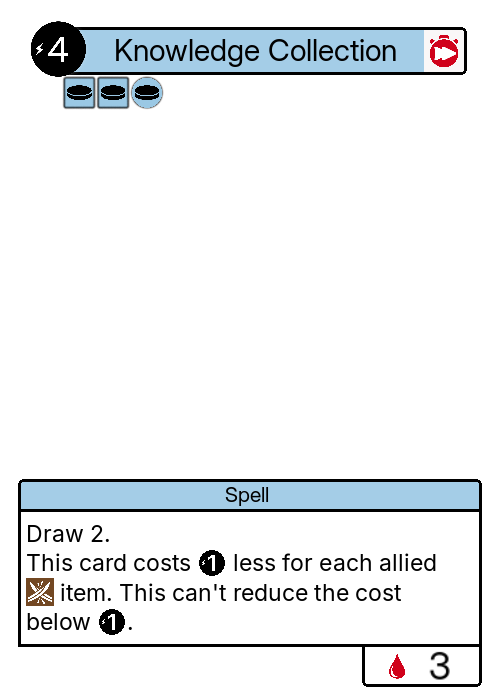 4 Knowledge Collection
Spell
Draw 2.
This card costs 1 less for each allied
item. This can't reduce the cost
below 1.
3